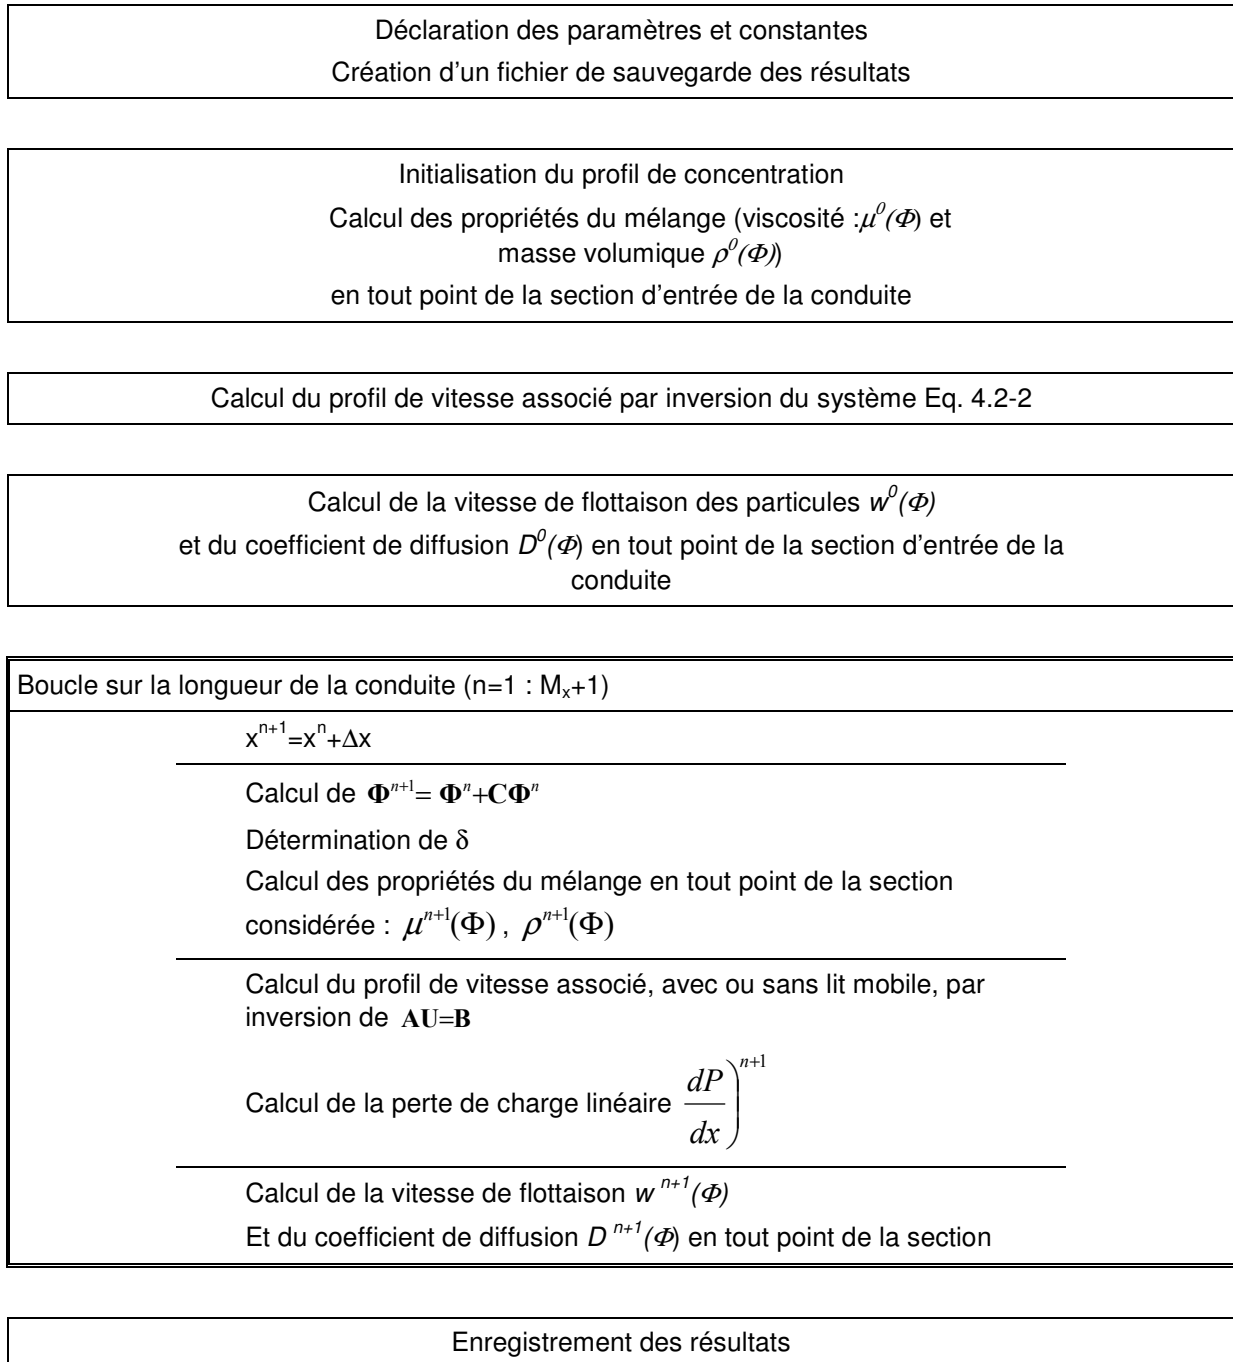 Déclaration des paramètres et constantes
Création d'un fichier de sauvegarde des résultats
Initialisation du profil de concentration
Calcul des propriétés du mélange (viscosité :μ⁰(Φ) et
masse volumique ρ⁰(Φ))
en tout point de la section d'entrée de la conduite
Calcul du profil de vitesse associé par inversion du système Eq. 4.2-2
Calcul de la vitesse de flottaison des particules w⁰(Φ)
et du coefficient de diffusion D⁰(Φ) en tout point de la section d'entrée de la
conduite
Boucle sur la longueur de la conduite (n=1 : Mₓ+1)
xⁿ⁺¹=xⁿ+Δx
Calcul de Φⁿ⁺¹= Φⁿ+CΦⁿ
Détermination de δ
Calcul des propriétés du mélange en tout point de la section
considérée : μⁿ⁺¹(Φ) , ρⁿ⁺¹(Φ)
Calcul du profil de vitesse associé, avec ou sans lit mobile, par
inversion de AU=B
Calcul de la perte de charge linéaire dP/dx)ⁿ⁺¹
Calcul de la vitesse de flottaison w ⁿ⁺¹(Φ)
Et du coefficient de diffusion D ⁿ⁺¹(Φ) en tout point de la section
Enregistrement des résultats